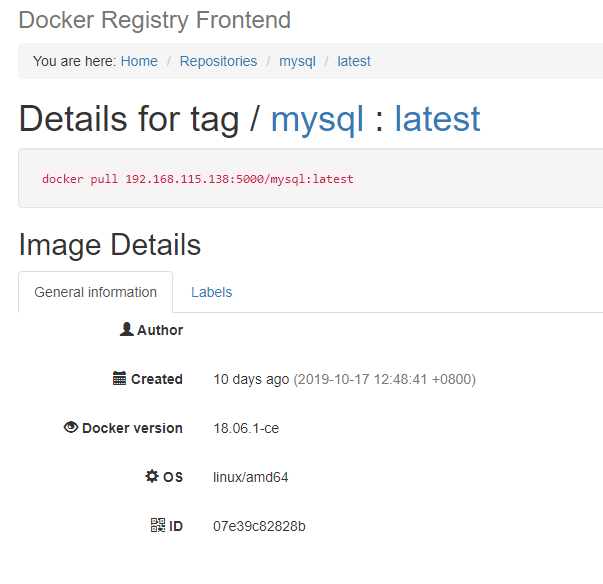 Docker Registry Frontend
You are here: Home / Repositories / mysql / latest
Details for tag / mysql : latest
docker pull 192.168.115.138:5000/mysql:latest
Image Details
General information Labels
Author
Created 10 days ago (2019-10-17 12:48:41 +0800)
Docker version 18.06.1-ce
OS linux/amd64
ID 07e39c82828b